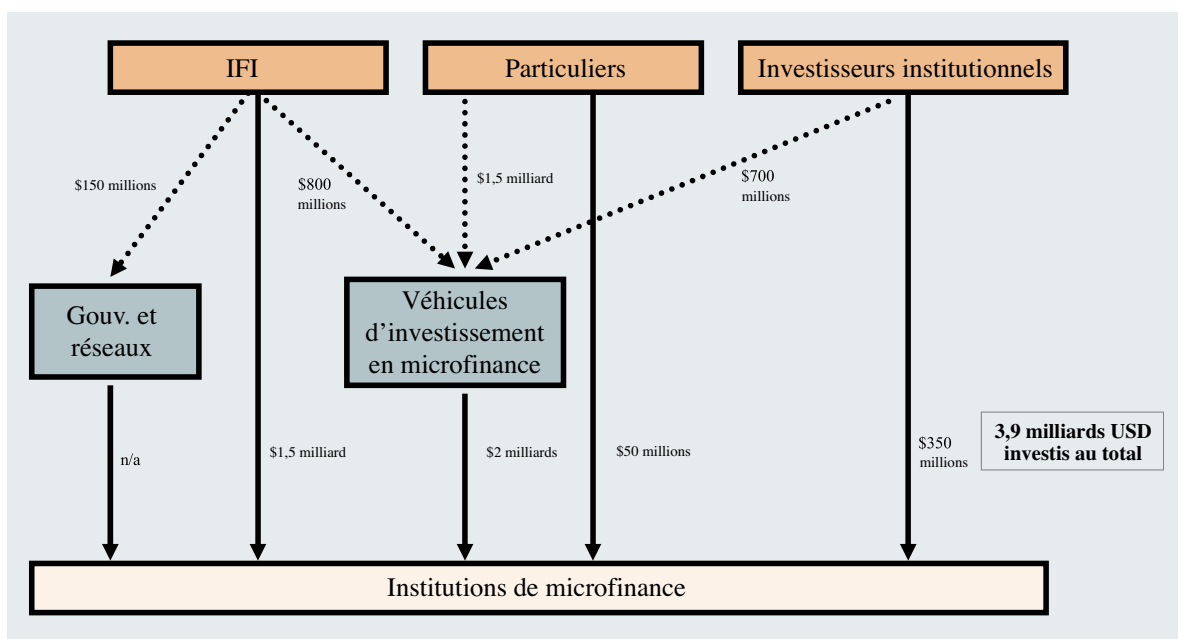 IFI
Particuliers
Investisseurs institutionnels
$150 millions
$800
millions
$1,5 milliard
$700
millions
Gouv. et
réseaux
Véhicules
d’investissement
en microfinance
n/a
$1,5 milliard
$2 milliards
$50 millions
$350
millions
3,9 milliards USD
investis au total
Institutions de microfinance